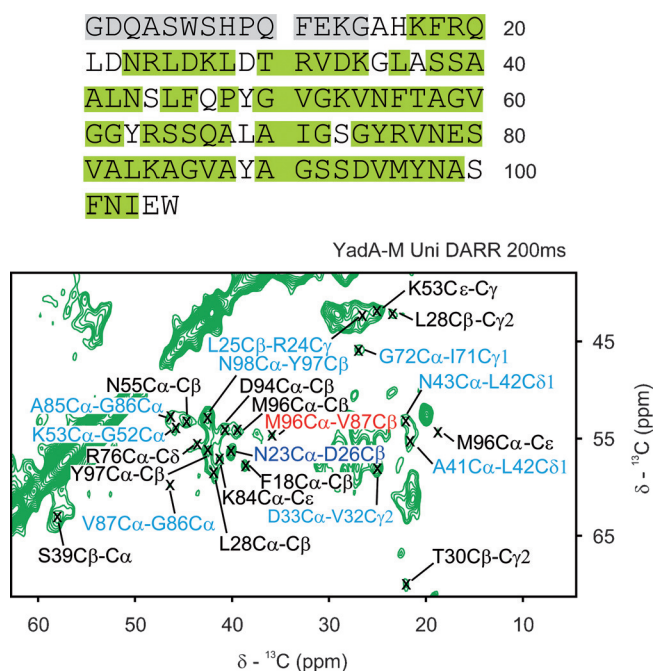 GDQASWSHPQ FEKGAHKFRQ 20
LDNRLDKLDT RVDKGLASSA 40
ALNSLFQPYG VGKVNFTAGV 60
GGYRSSQALA IGSGYRVNES 80
VALKAGVAYA GSSDVMYNAS 100
FNIEW
YadA-M Uni DARR 200ms
K53Cε-Cγ
L28Cβ-Cγ2
L25Cβ-R24Cγ
G72Cα-I71Cγ1
N98Cα-Y97Cβ
N55Cα-Cβ
D94Cα-Cβ
N43Cα-L42Cδ1
A85Cα-G86Cα
M96Cα-Cβ
M96Cα-V87Cβ
K53Cα-G52Cα
M96Cα-Cε
R76Cα-Cδ
N23Cα-D26Cβ
A41Cα-L42Cδ1
Y97Cα-Cβ
F18Cα-Cβ
K84Cα-Cε
D33Cα-V32Cγ2
V87Cα-G86Cα
L28Cα-Cβ
S39Cβ-Cα
T30Cβ-Cγ2
45
55
65
δ - ¹³C (ppm)
60 50 40 30 20 10
δ - ¹³C (ppm)